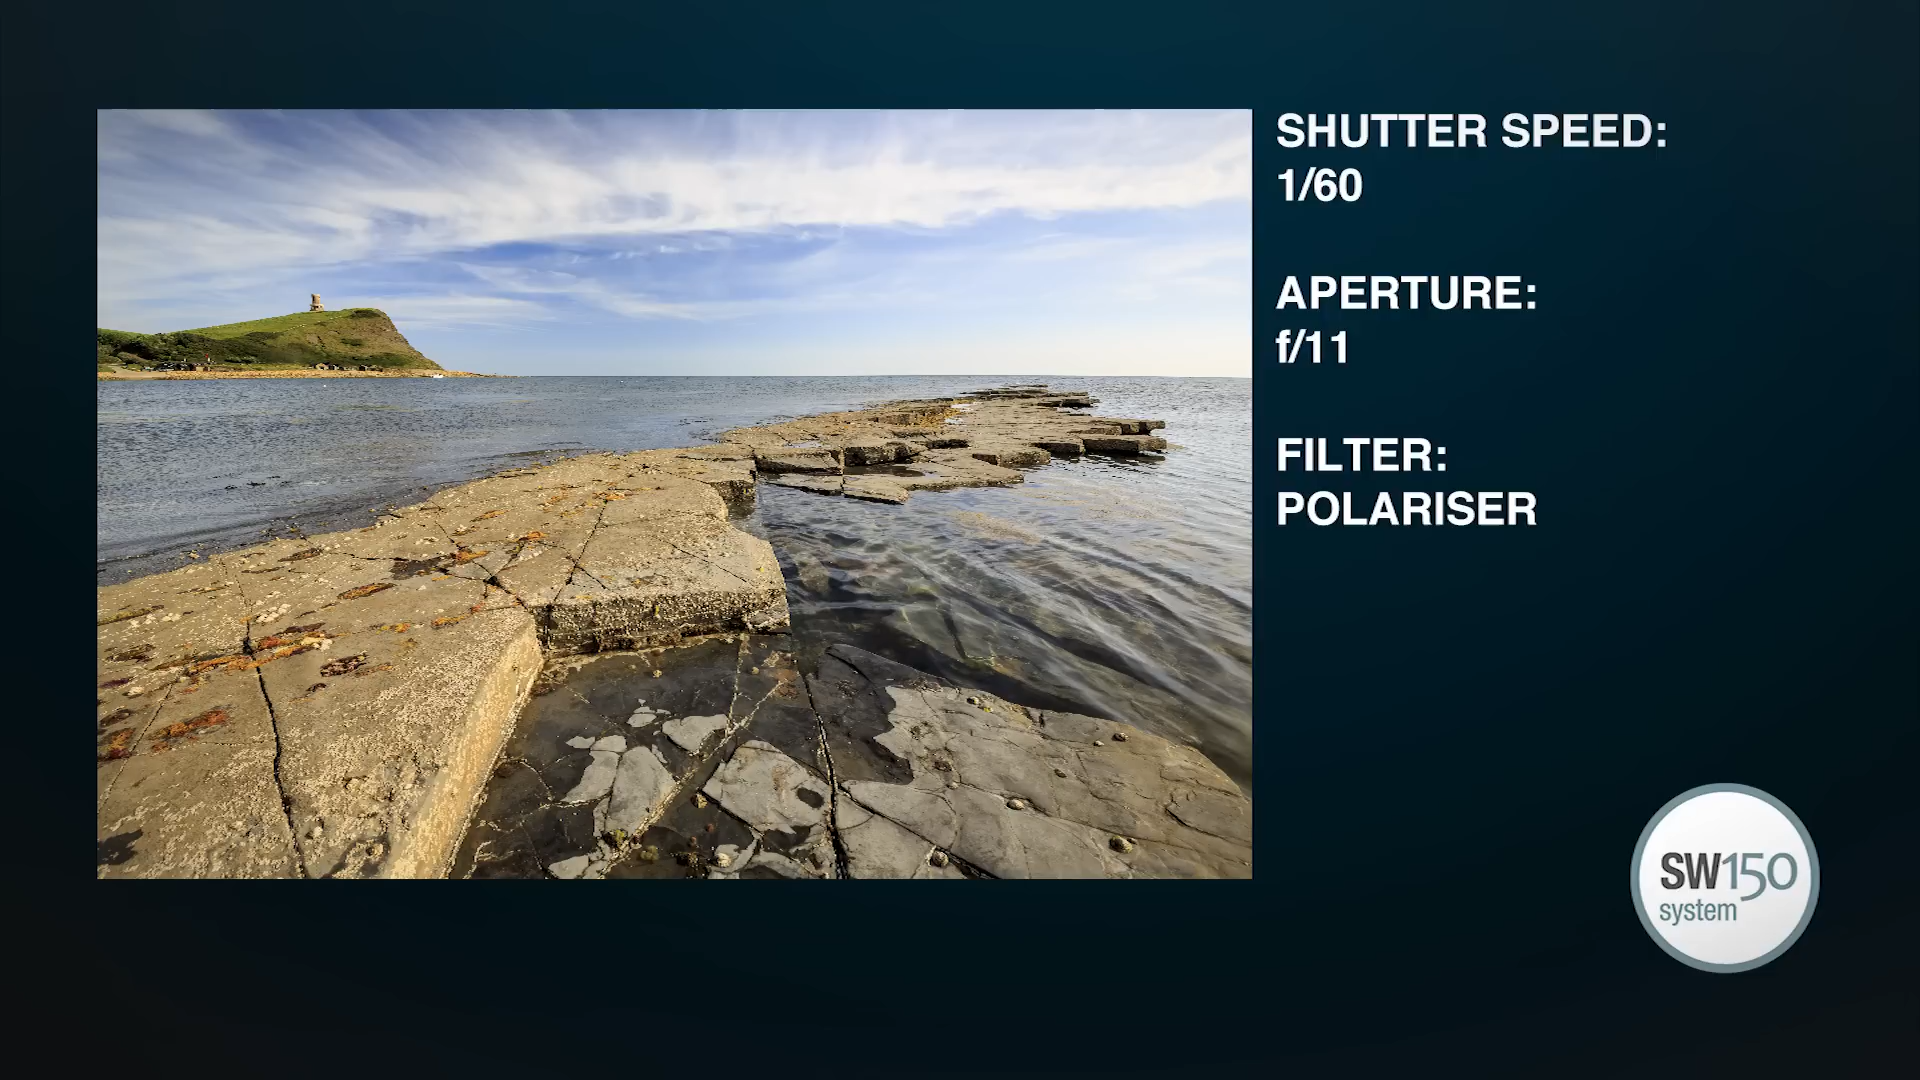 SHUTTER SPEED:
1/60
APERTURE:
f/11
FILTER:
POLARISER
SW150
system